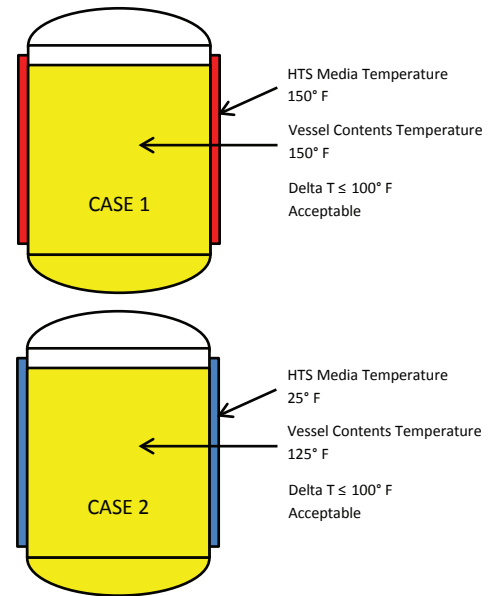 HTS Media Temperature
150° F
Vessel Contents Temperature
150° F
CASE 1
Delta T ≤ 100° F
Acceptable
HTS Media Temperature
25° F
Vessel Contents Temperature
125° F
CASE 2
Delta T ≤ 100° F
Acceptable